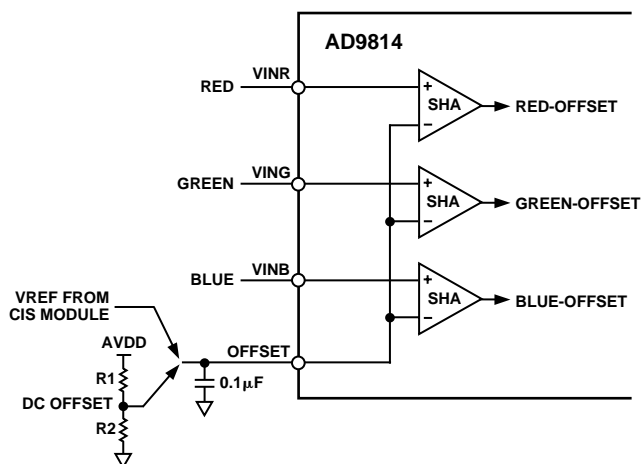 AD9814
VINR
RED
+
SHA
−
RED-OFFSET
VING
GREEN
+
SHA
−
GREEN-OFFSET
VINB
BLUE
+
SHA
−
BLUE-OFFSET
VREF FROM
CIS MODULE
AVDD
OFFSET
R1
0.1μF
DC OFFSET
R2